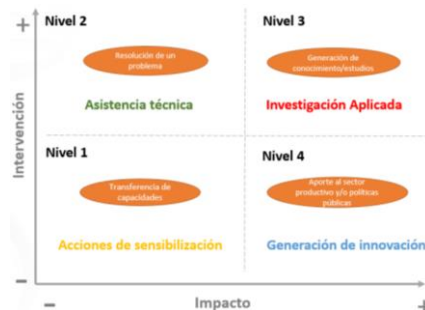 +
Nivel 2
Resolución de un
problema
Asistencia técnica
Nivel 3
Generación de
conocimiento/estudios
Investigación Aplicada
Intervención
Nivel 1
Transferencia de
capacidades
Acciones de sensibilización
Nivel 4
Aporte al sector
productivo y/o políticas
públicas
Generación de innovación
−
−
Impacto
+